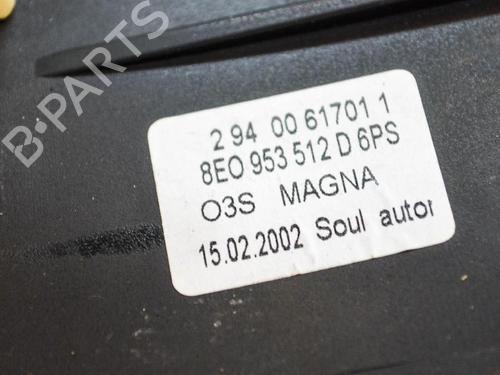 B-PARTS
2 94 00 61701 1
8E0 953 512 D 6PS
O3S MAGNA
15.02.2002 Soul autor